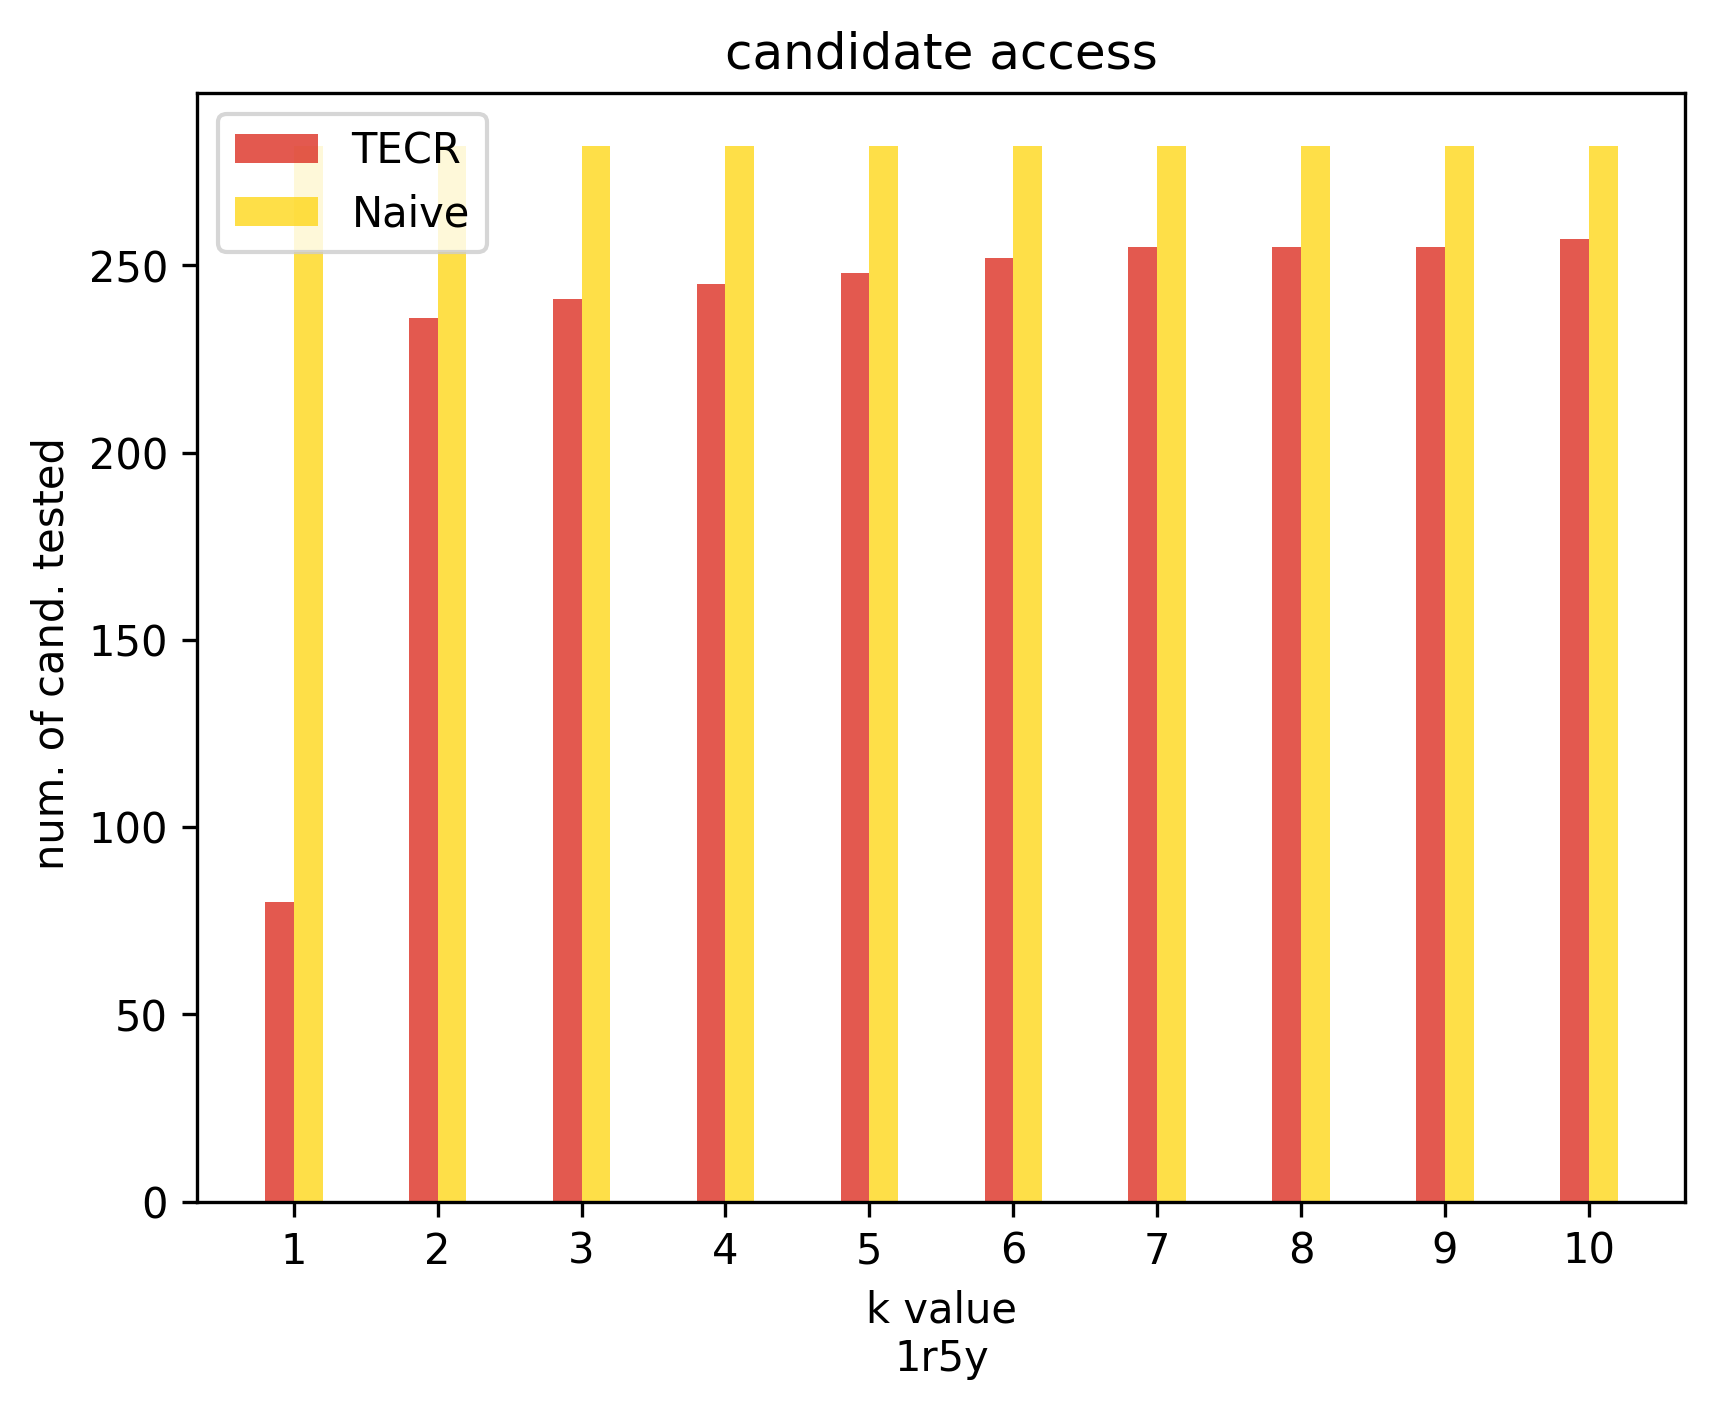 candidate access
TECR
Naive
250
200
150
100
50
0
num. of cand. tested
1 2 3 4 5 6 7 8 9 10
k value
1r5y